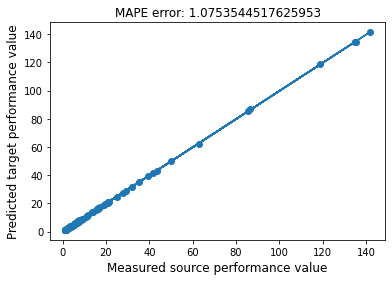 MAPE error: 1.0753544517625953
Predicted target performance value
140
120
100
80
60
40
20
0
0 20 40 60 80 100 120 140
Measured source performance value